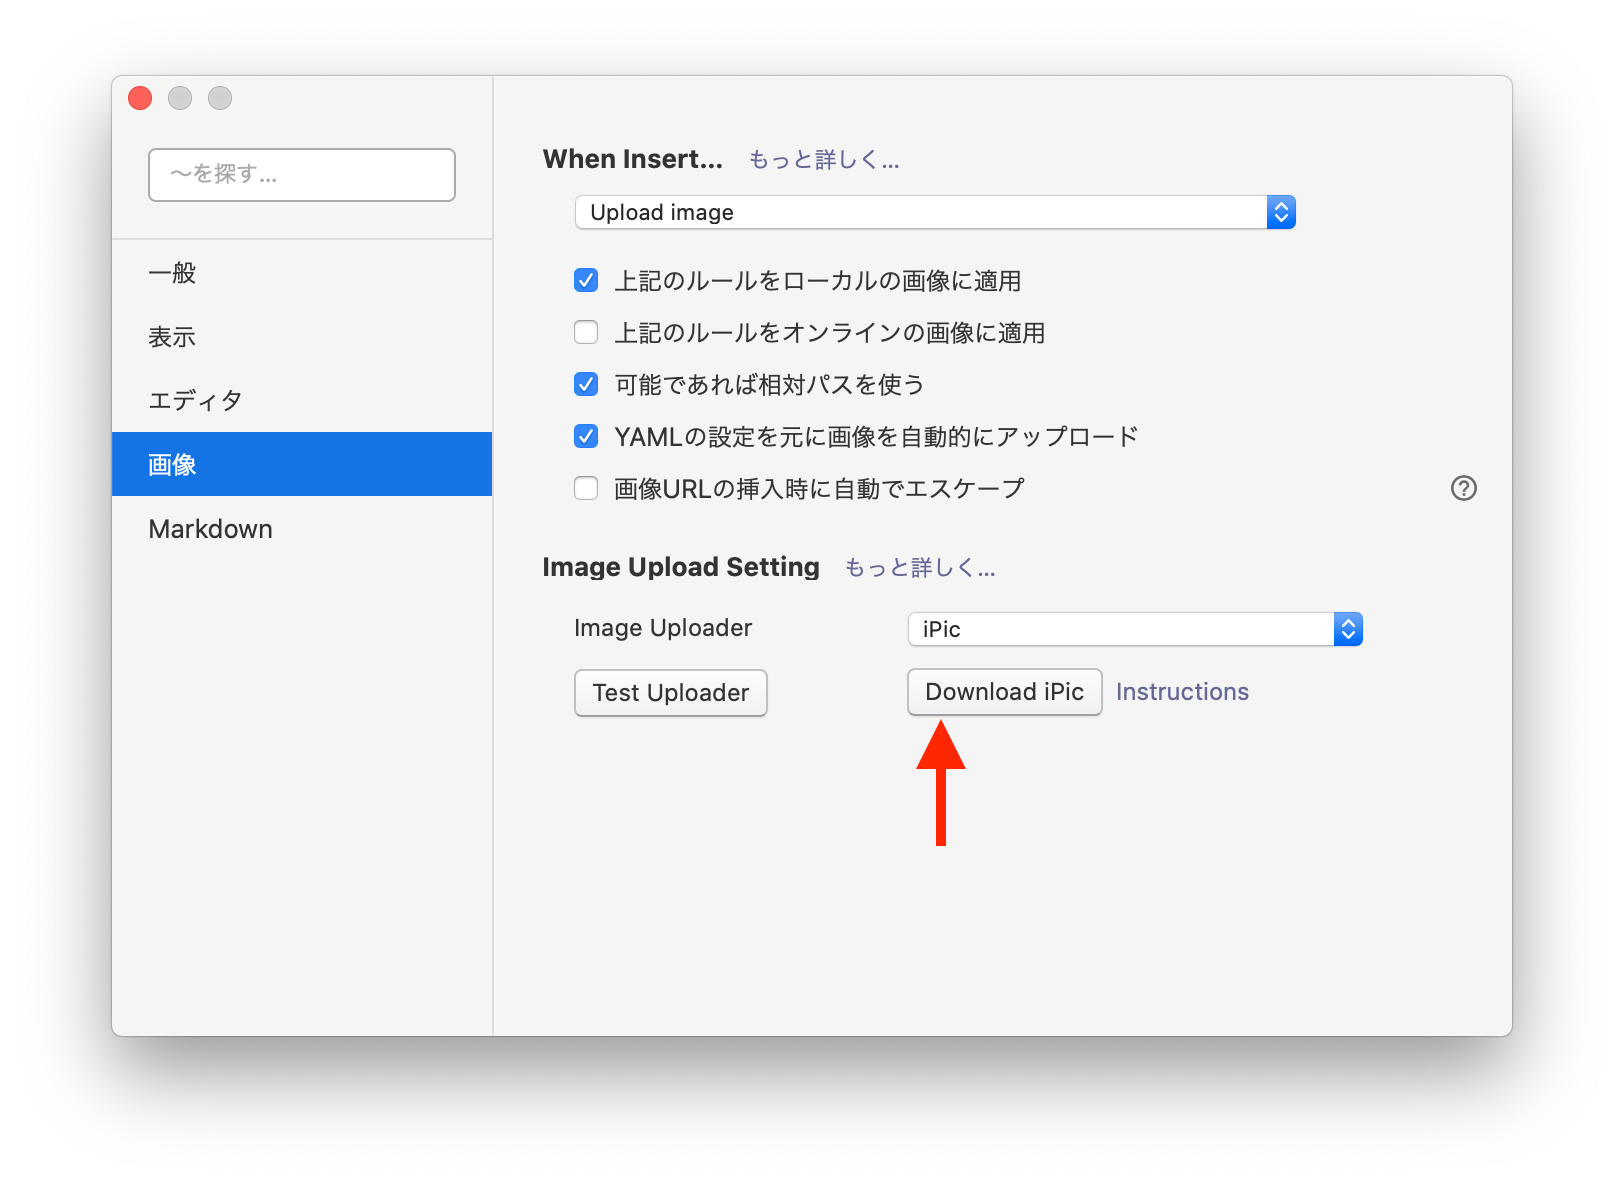 〜を探す...
一般
表示
エディタ
画像
Markdown
When Insert... もっと詳しく...
Upload image
上記のルールをローカルの画像に適用
上記のルールをオンラインの画像に適用
可能であれば相対パスを使う
YAMLの設定を元に画像を自動的にアップロード
画像URLの挿入時に自動でエスケープ ?
Image Upload Setting もっと詳しく...
Image Uploader iPic
Test Uploader Download iPic Instructions